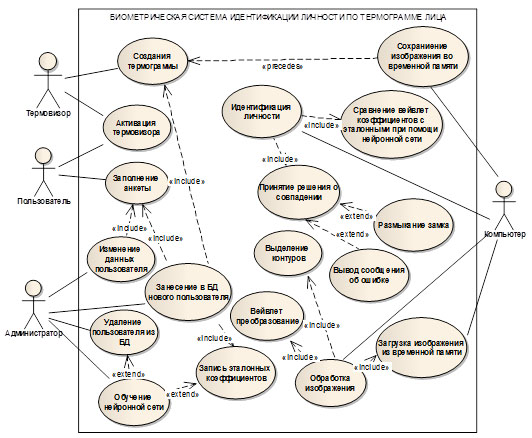 БИОМЕТРИЧЕСКАЯ СИСТЕМА ИДЕНТИФИКАЦИИ ЛИЧНОСТИ ПО ТЕРМОГРАММЕ ЛИЦА
Создания
термограммы
Сохраниение
изображения во
временной памяти
«precedes»
Термовизор
Идентификация
личности
Сравнение вейвлет
коэффициентов с
эталонными при помощи
нейронной сети
«include»
Активация
термовизора
Пользователь
Заполнение
анкеты
«include»
«include»
Принятие решения о
совпадении
«extend»
Размыкание замка
«extend»
Компьютер
«include»
Изменение
данных
пользователя
«include»
Выделение
контуров
Вывод сообщения
об ошибке
Занесение в БД
нового пользователя
Администратор
Удаление
пользователя из
БД
Вейвлет
преобразование
«include»
«include»
«include»
Загрузка изображения
из временной памяти
«include»
«extend»
Запись эталонных
коэффициентов
Обработка
изображения
Обучение
нейронной сети
«extend»